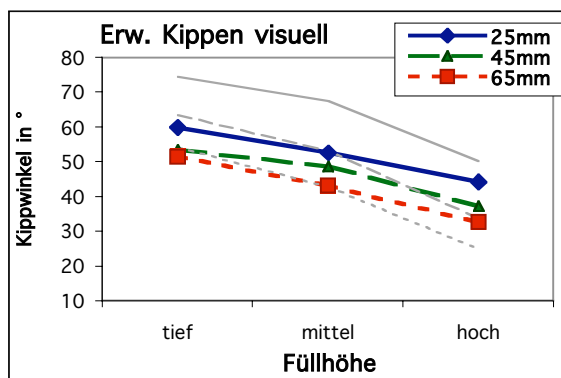 Erw. Kippen visuell
25mm
45mm
65mm
Kippwinkel in °
80
70
60
50
40
30
20
10
tief mittel hoch
Füllhöhe